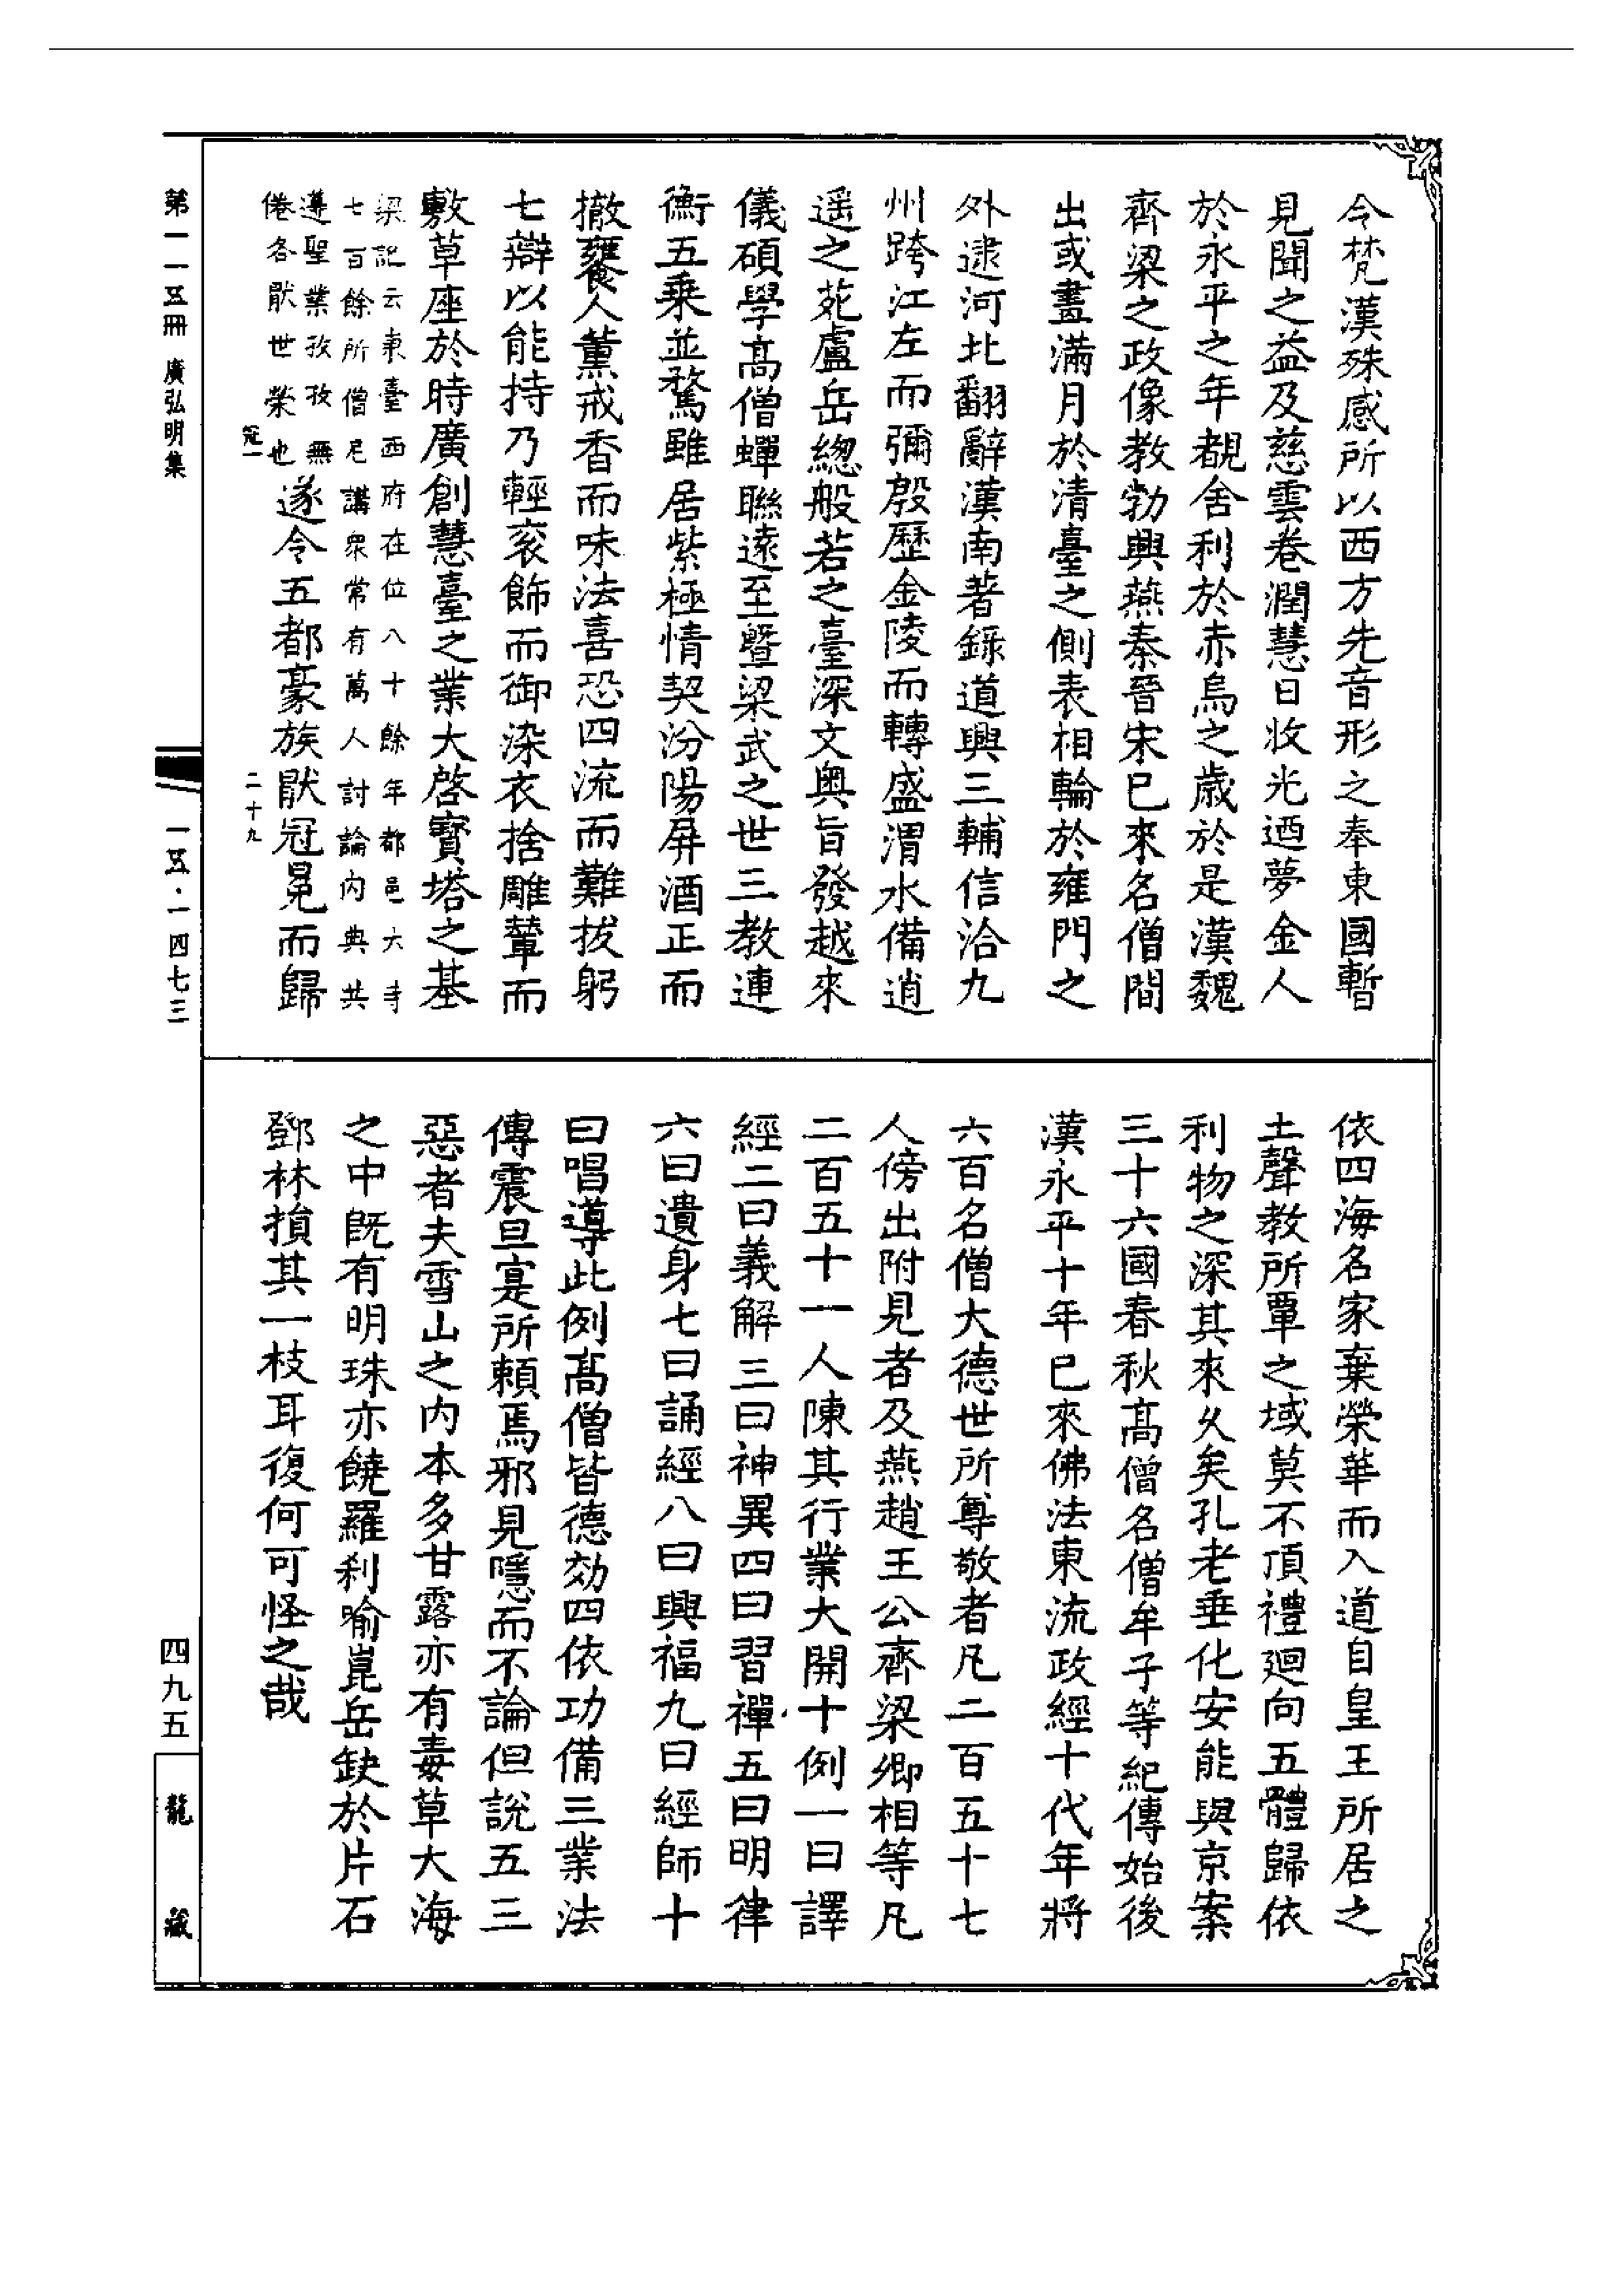 令梵漢殊感所以西方先音形之奉東國暫
見聞之益及慈雲卷潤慧日收光迺夢金人
於永平之年覩舍利於赤烏之歳於是漢魏
齊梁之政像教勃興燕秦晉宋已來名僧間
出或畫滿月於清臺之側表相輪於雍門之
外逮河北翻辭漢南著錄道興三輔信洽九
州跨江左而彌殷歷金陵而轉盛渭水備逍
遥之苑廬岳總般若之臺深文奥旨發越來
儀碩學髙僧蟬聯遠至曁梁武之世三教連
衡五乗並騖雖居紫極情契汾陽屏酒正而
撤饔人薫戒香而味法喜恐四流而難拔躬
七辯以能持乃輕衮飾而御染衣捨雕輦而
敷草座於時廣創慧臺之業大啓寳塔之基
梁記云東臺西府在位八十餘年都邑大寺
七百餘所僧尼講衆常有萬人討論内典共
遵聖業孜孜無
倦各厭世榮也
遂令五都豪族厭冠冕而歸
冠一
二十九
依四海名家棄榮華而入道自皇王所居之
土聲教所覃之域莫不頂禮廻向五體歸依
利物之深其來乆矣孔老垂化安能與京案
三十六國春秋髙僧名僧牟子等紀傳始後
漢永平十年已來佛法東流政經十代年將
六百名僧大德世所尊敬者凡二百五十七
人傍出附見者及燕趙王公齊梁卿相等凡
二百五十一人陳其行業大開十例一曰譯
經二曰義解三曰神異四曰習禪五曰明律
六曰遺身七曰誦經八曰興福九曰經師十
曰唱導此例髙僧皆德効四依功備三業法
傳震旦寔所頼焉邪見隱而不論但説五三
惡者夫雪山之内本多甘露亦有毒草大海
之中既有明珠亦饒羅利喻崑岳缺於片石
鄧林損其一枝耳復何可怪之哉
第一一五冊 廣弘明集
一五·一四七三
四九五
龍藏